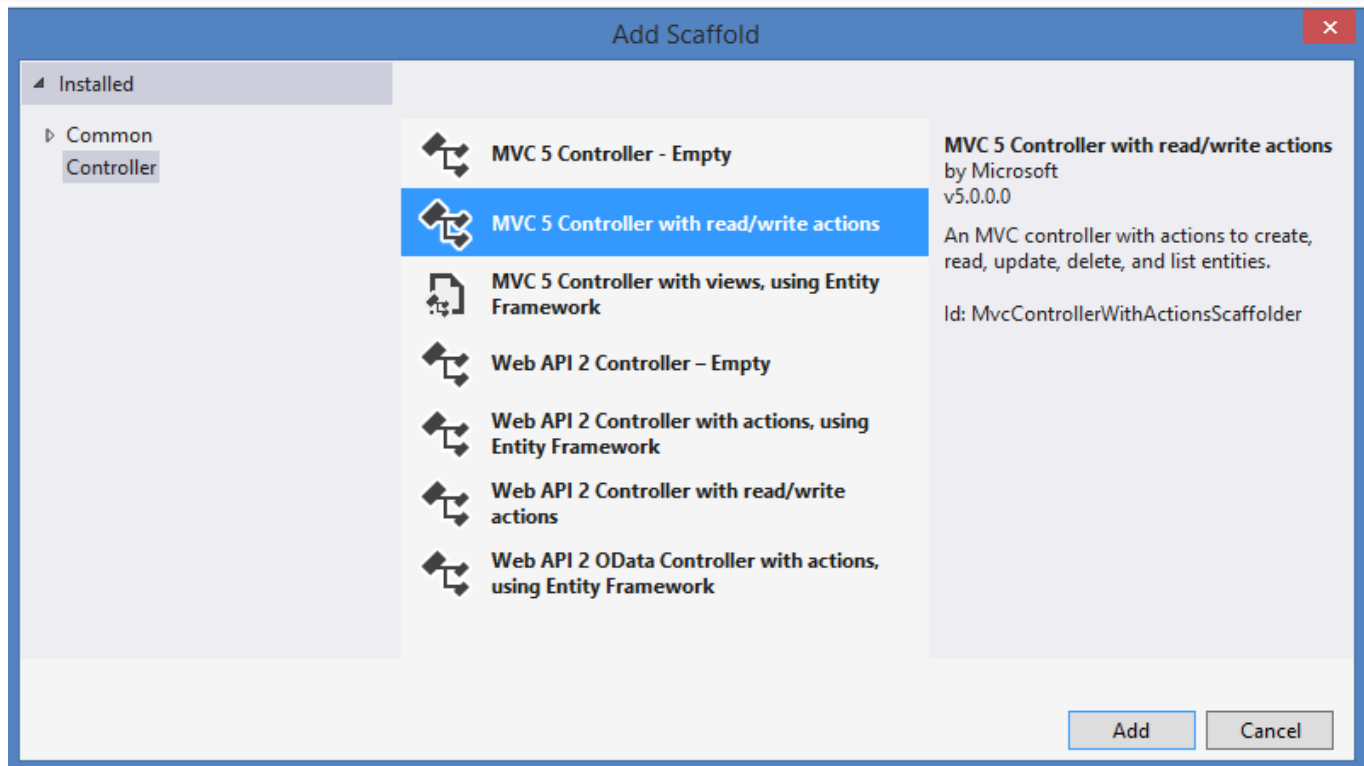 Add Scaffold
Installed
Common
Controller
MVC 5 Controller - Empty
MVC 5 Controller with read/write actions
MVC 5 Controller with views, using Entity
Framework
Web API 2 Controller – Empty
Web API 2 Controller with actions, using
Entity Framework
Web API 2 Controller with read/write
actions
Web API 2 OData Controller with actions,
using Entity Framework
MVC 5 Controller with read/write actions
by Microsoft
v5.0.0.0
An MVC controller with actions to create,
read, update, delete, and list entities.
Id: MvcControllerWithActionsScaffolder
Add
Cancel